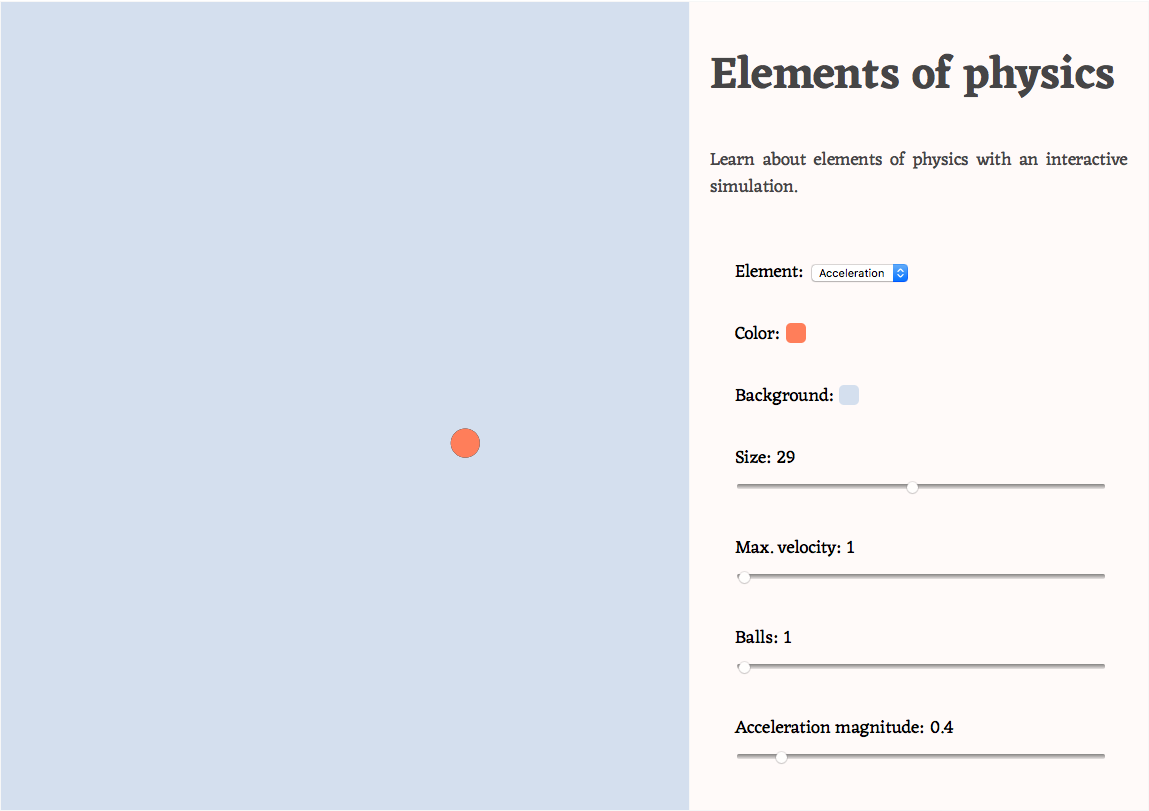 Elements of physics
Learn about elements of physics with an interactive
simulation.
Element: Acceleration
Color:
Background:
Size: 29
Max. velocity: 1
Balls: 1
Acceleration magnitude: 0.4